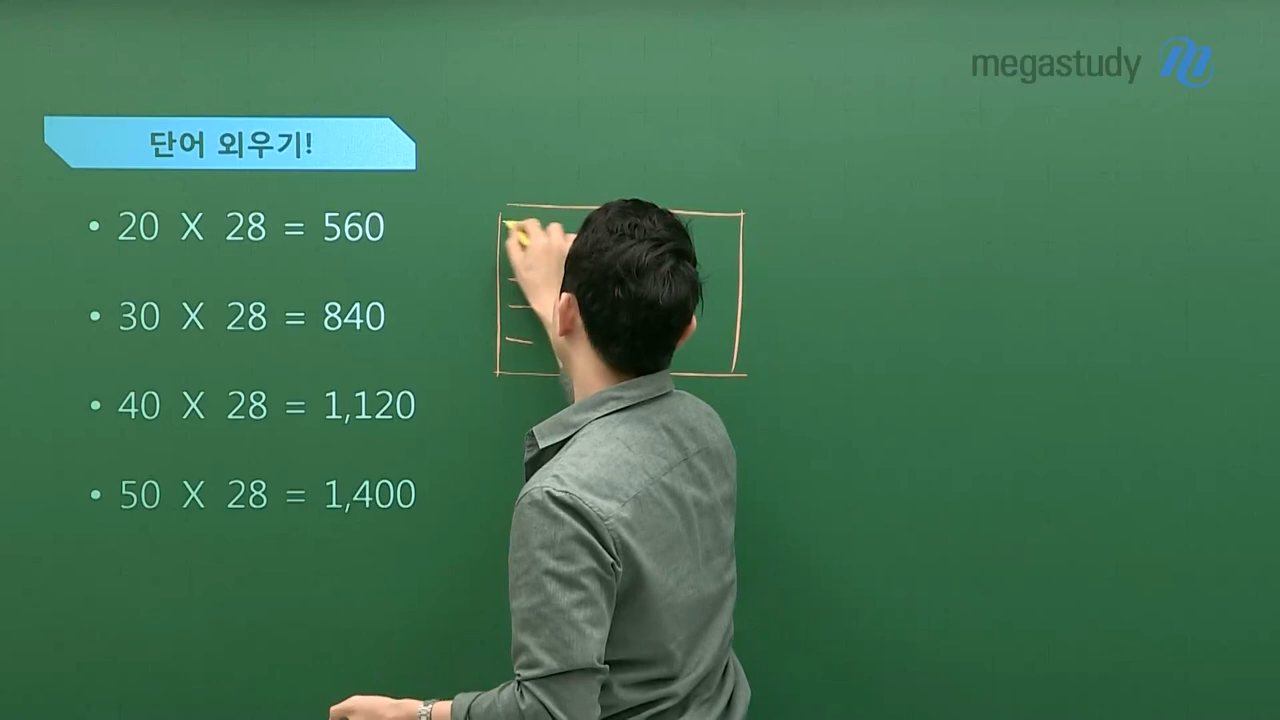 megastudy
단어 외우기!
• 20 X 28 = 560
• 30 X 28 = 840
• 40 X 28 = 1,120
• 50 X 28 = 1,400